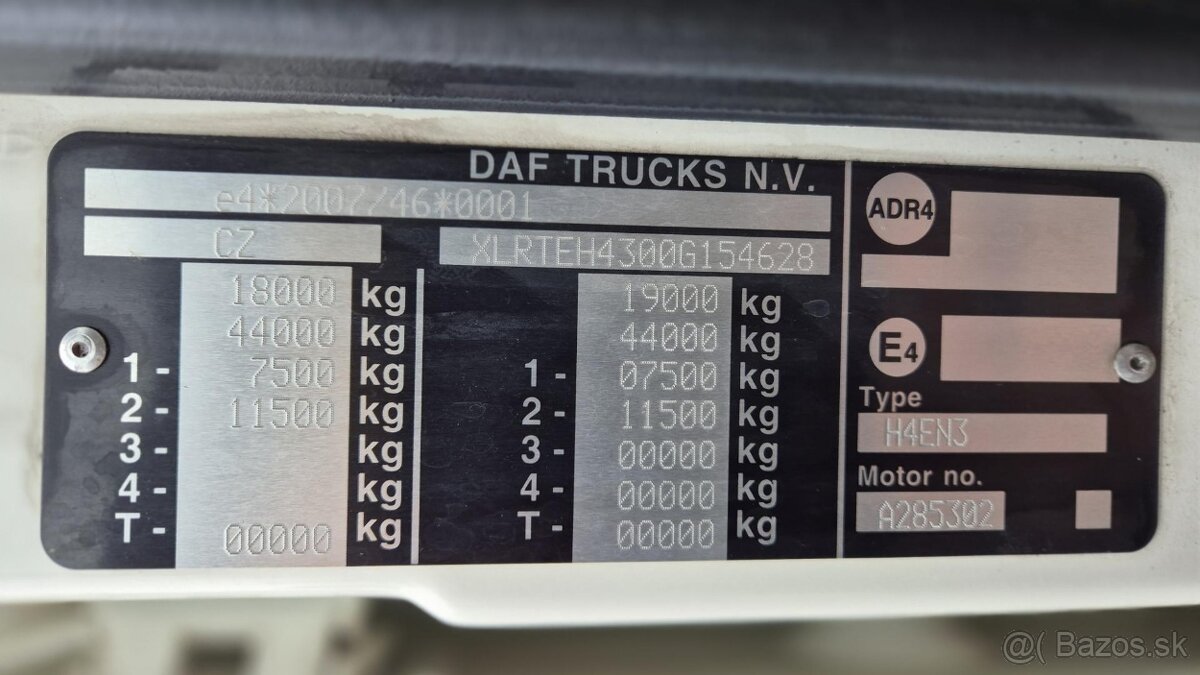 DAF TRUCKS N.V.
e4*2007/46*0001
CZ
XLRTEH4300G154628
18000 kg
44000 kg
1- 7500 kg
2- 11500 kg
3- kg
4- kg
T- 00000 kg
19000 kg
44000 kg
1- 07500 kg
2- 11500 kg
3- 00000 kg
4- 00000 kg
T- 00000 kg
ADR4
E4
Type
H4EN3
Motor no.
A285302
@( Bazos.sk